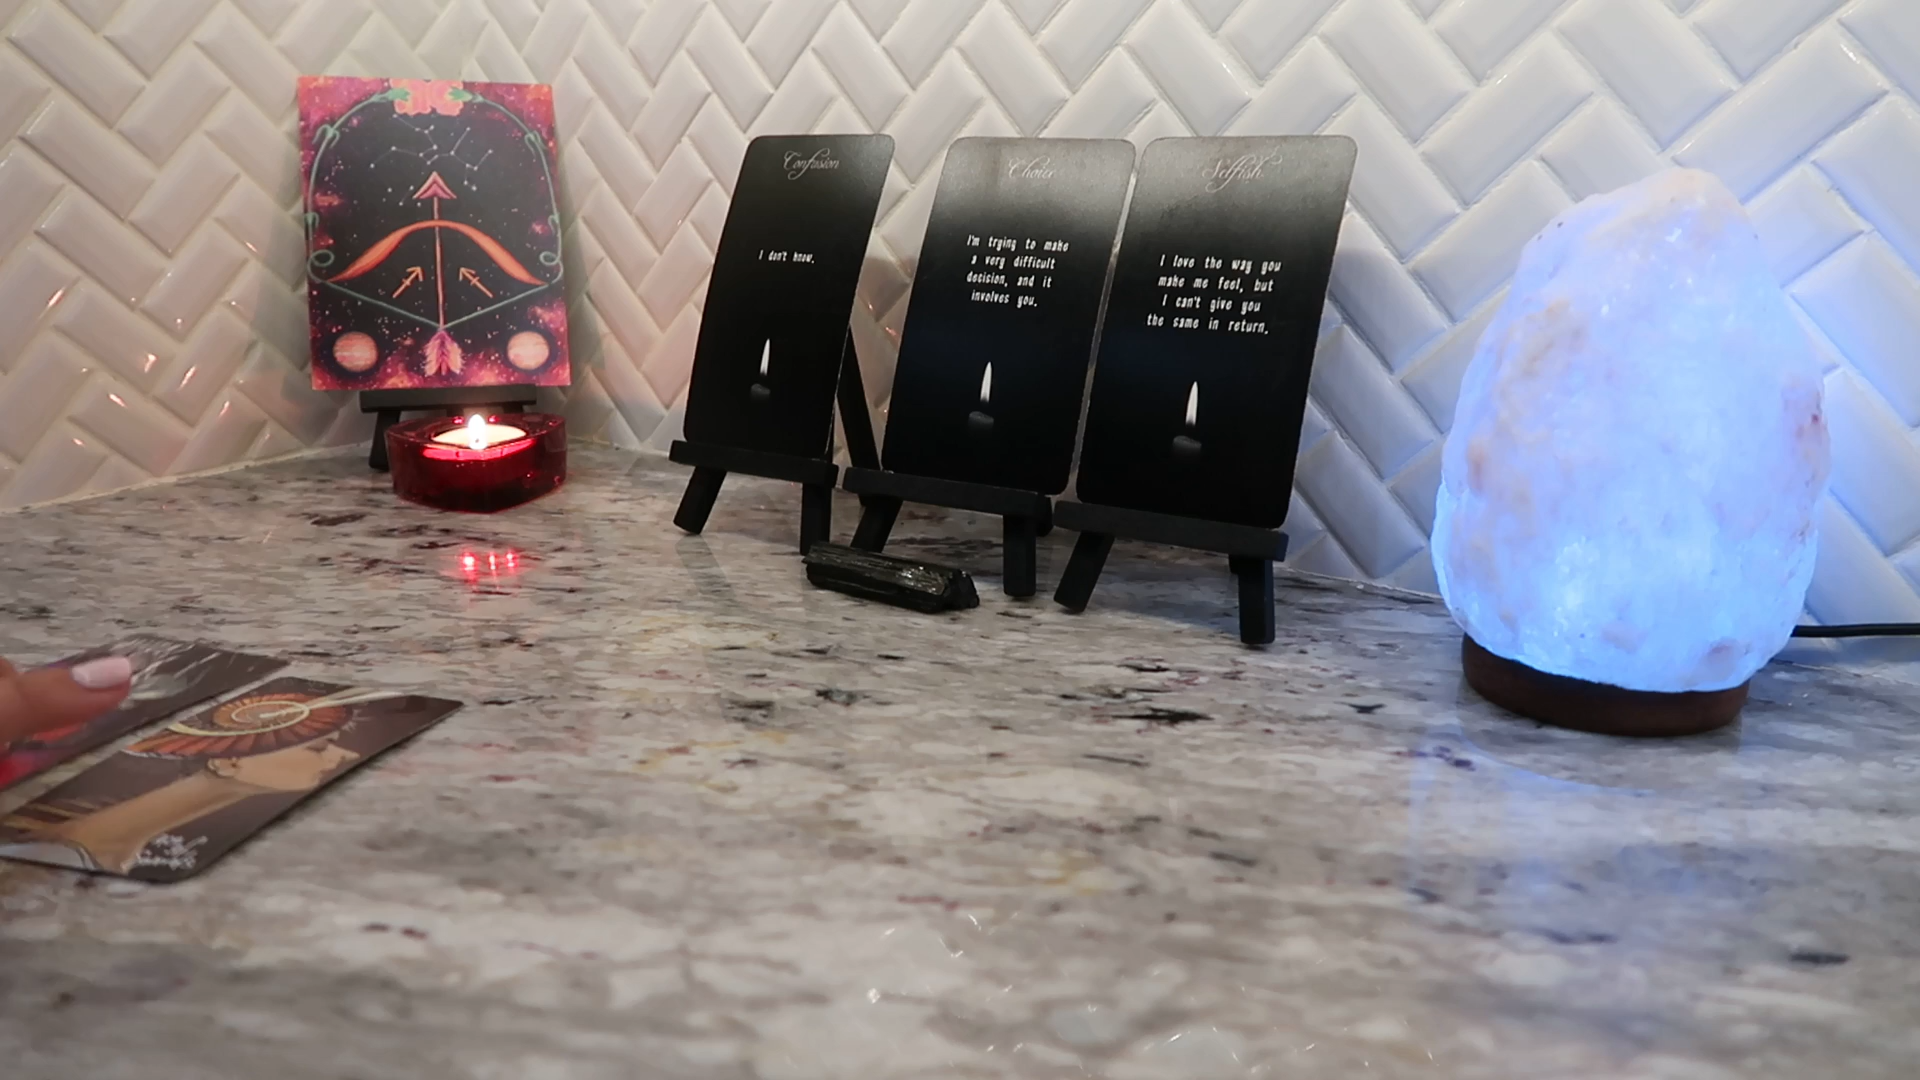 Confusion
I don't know.
Choice
I'm trying to make
a very difficult
decision, and it
involves you.
Selfish
I love the way you
make me feel, but
I can't give you
the same in return.